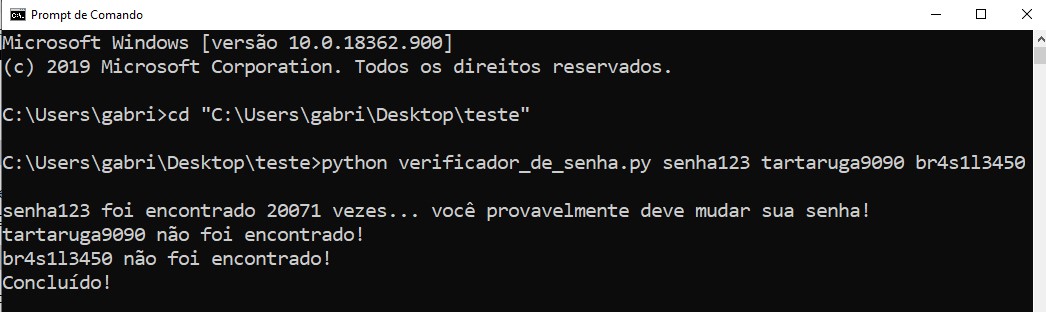 Prompt de Comando
Microsoft Windows [versão 10.0.18362.900]
(c) 2019 Microsoft Corporation. Todos os direitos reservados.
C:\Users\gabri>cd "C:\Users\gabri\Desktop\teste"
C:\Users\gabri\Desktop\teste>python verificador_de_senha.py senha123 tartaruga9090 br4s1l3450
senha123 foi encontrado 20071 vezes... você provavelmente deve mudar sua senha!
tartaruga9090 não foi encontrado!
br4s1l3450 não foi encontrado!
Concluído!